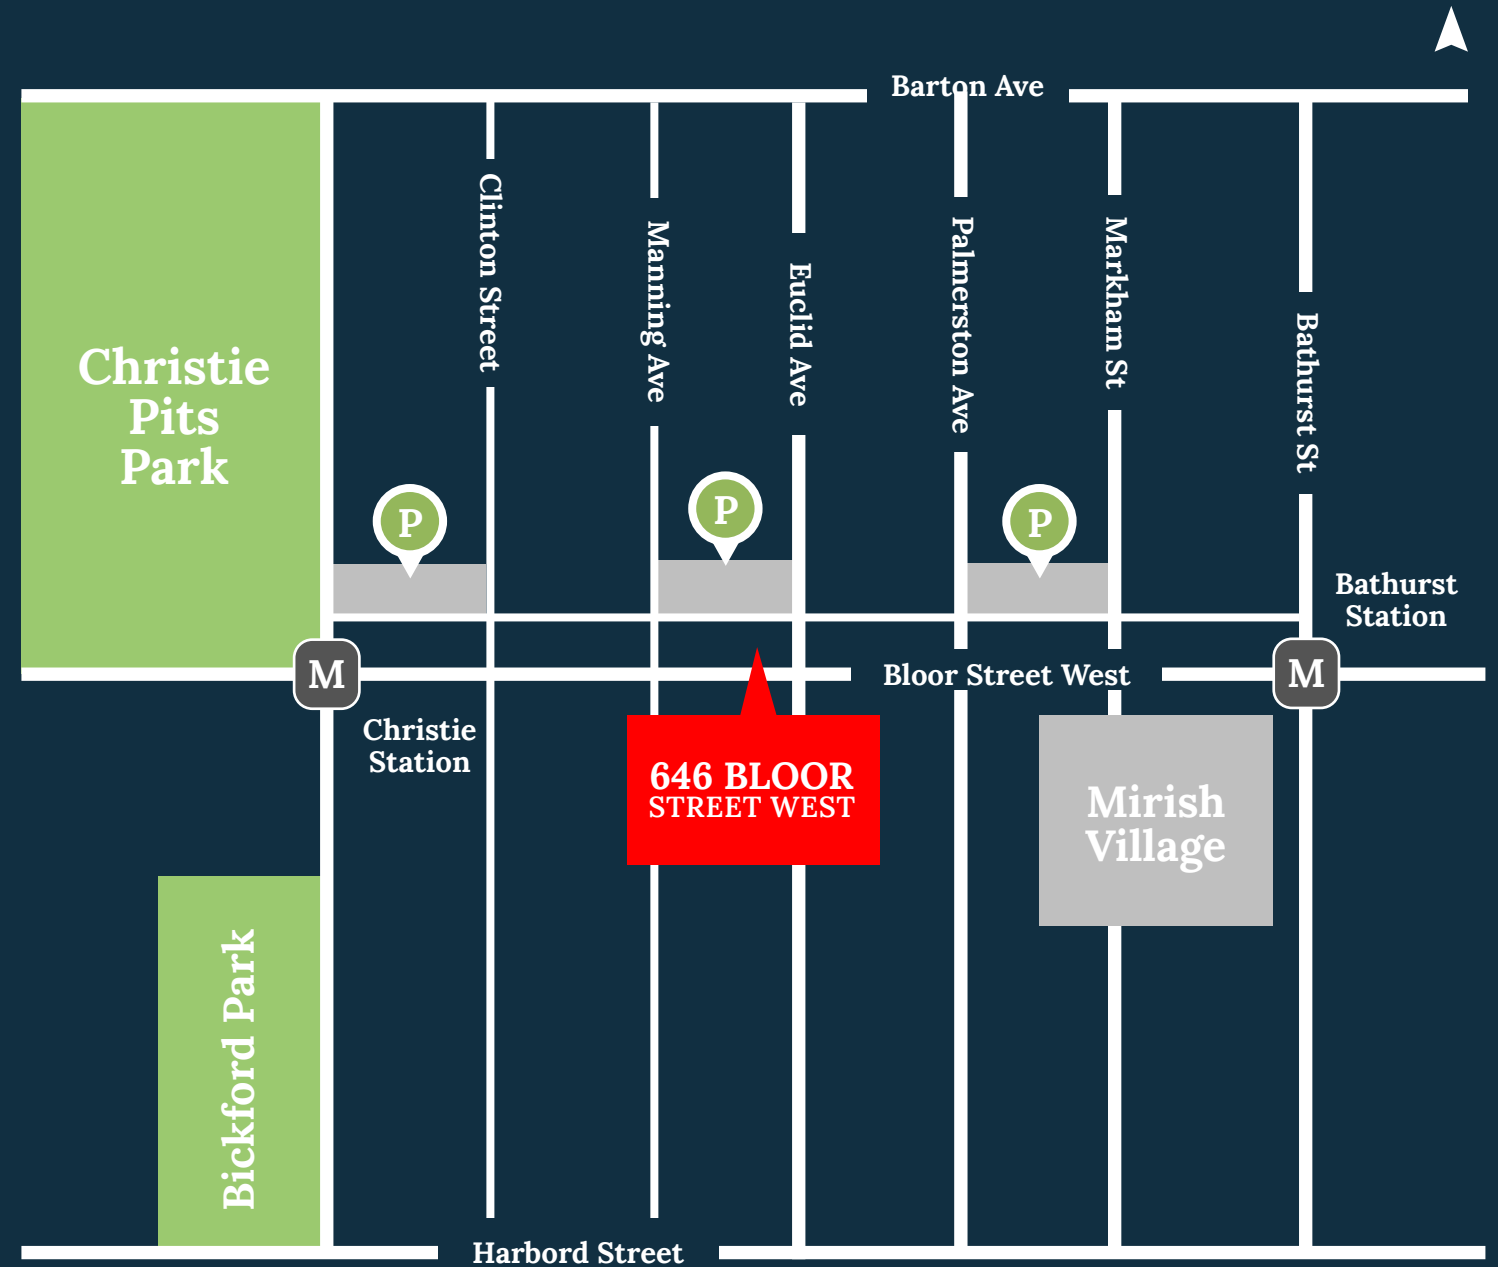 Barton Ave
Clinton Street
Manning Ave
Euclid Ave
Palmerston Ave
Markham St
Bathurst St
Christie
Pits
Park
P
P
P
Bathurst
Station
M
Bloor Street West
M
Christie
Station
646 BLOOR
STREET WEST
Mirish
Village
Bickford Park
Harbord Street